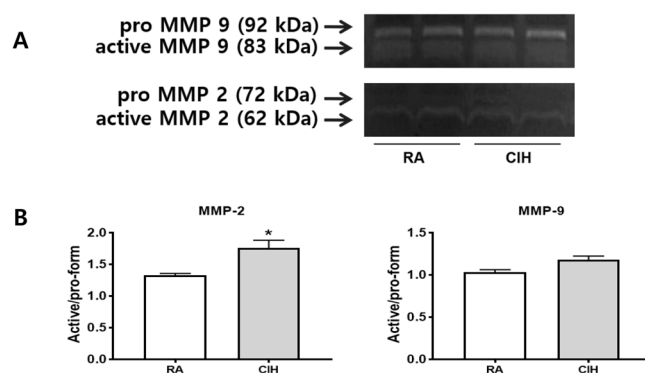 A
pro MMP 9 (92 kDa)
active MMP 9 (83 kDa)
pro MMP 2 (72 kDa)
active MMP 2 (62 kDa)
RA CIH
B
MMP-2
Active/pro-form
2.0
1.5
1.0
0.5
0.0
*
RA CIH
MMP-9
Active/pro-form
1.5
1.0
0.5
0.0
RA CIH